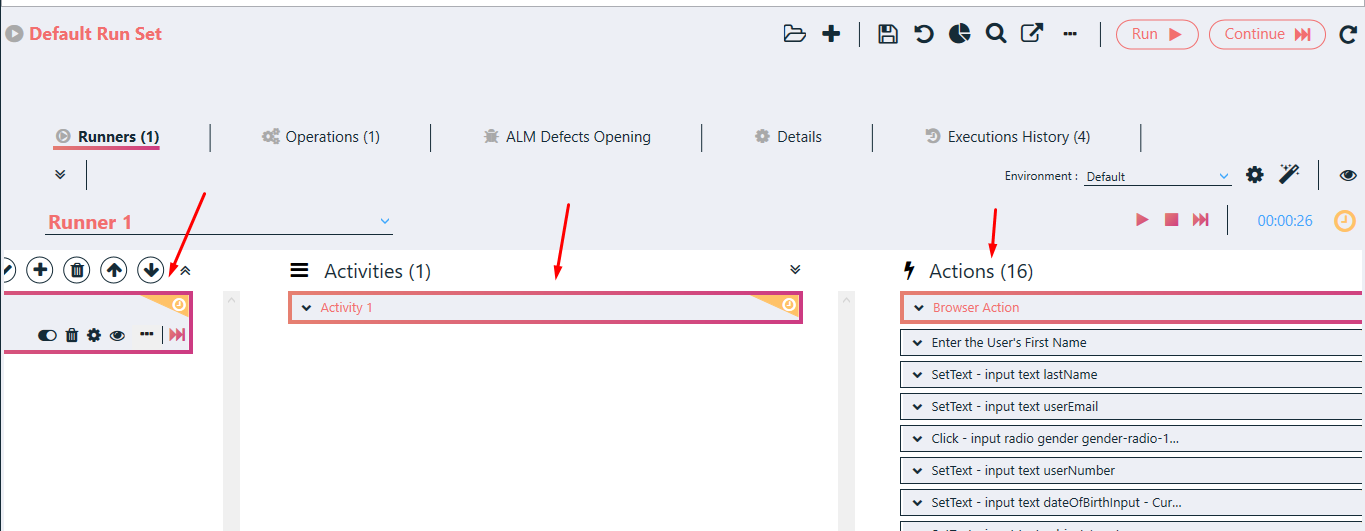 Default Run Set
Run
Continue
Runners (1)
Operations (1)
ALM Defects Opening
Details
Executions History (4)
Environment :
Default
Runner 1
00:00:26
Activities (1)
Actions (16)
Activity 1
Browser Action
Enter the User's First Name
SetText - input text lastName
SetText - input text userEmail
Click - input radio gender gender-radio-1...
SetText - input text userNumber
SetText - input text dateOfBirthInput - Cur...